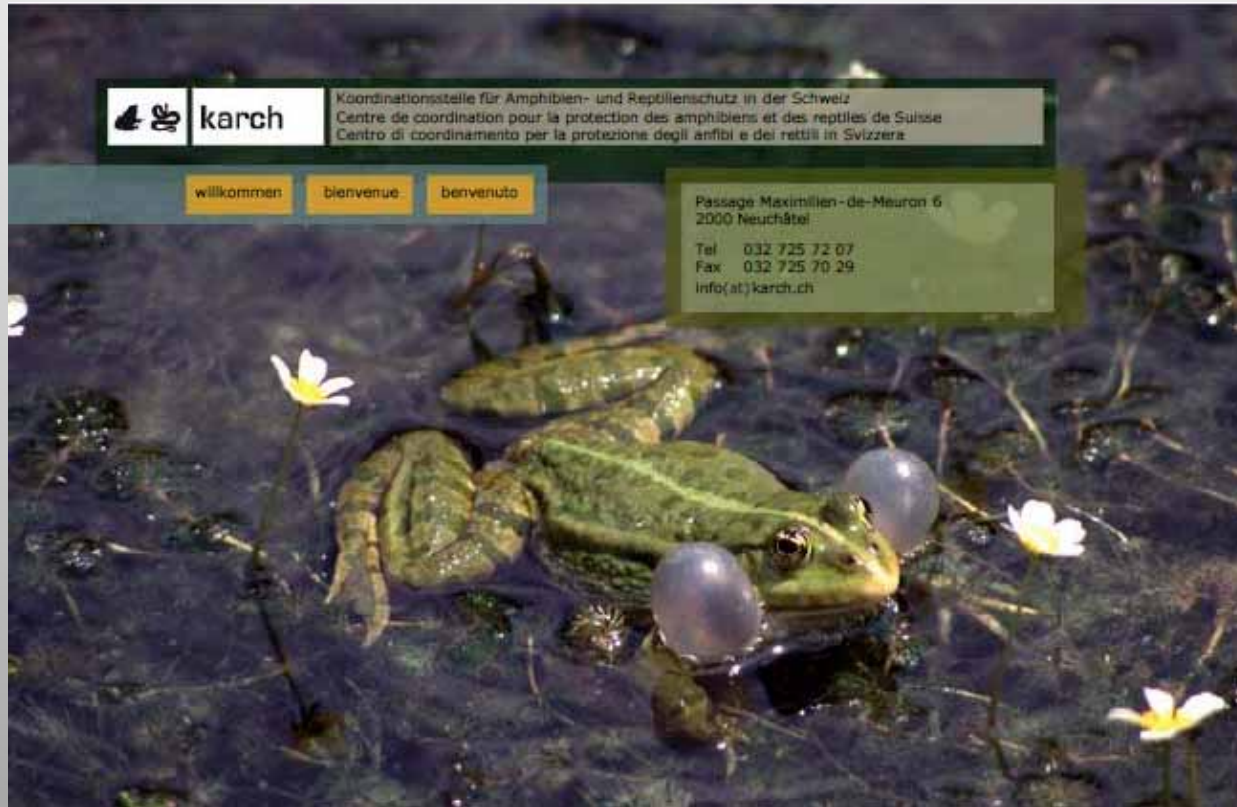 karch
Koordinationsstelle für Amphibien- und Reptilienschutz in der Schweiz
Centre de coordination pour la protection des amphibiens et des reptiles de Suisse
Centro di coordinamento per la protezione degli anfibi e dei rettili in Svizzera
willkommen
bienvenue
benvenuto
Passage Maximilien-de-Meuron 6
2000 Neuchâtel
Tel 032 725 72 07
Fax 032 725 70 29
info(at)karch.ch